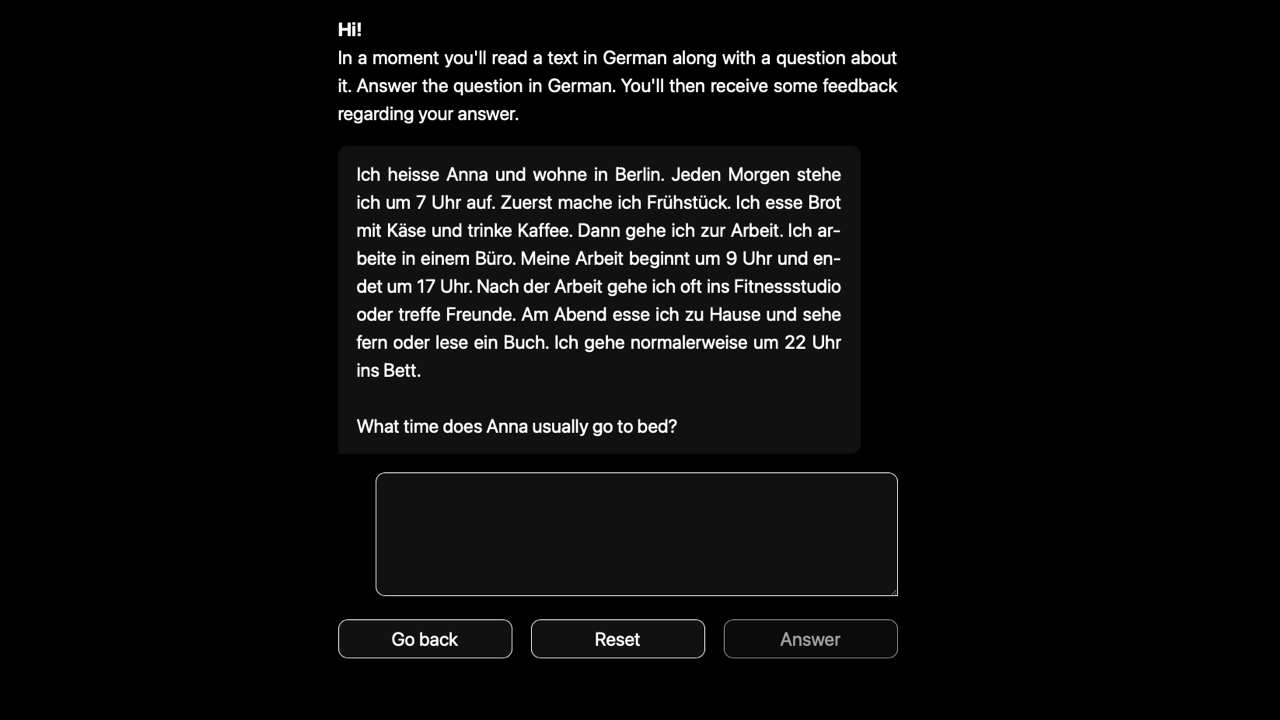 Hi!
In a moment you'll read a text in German along with a question about
it. Answer the question in German. You'll then receive some feedback
regarding your answer.
Ich heisse Anna und wohne in Berlin. Jeden Morgen stehe
ich um 7 Uhr auf. Zuerst mache ich Frühstück. Ich esse Brot
mit Käse und trinke Kaffee. Dann gehe ich zur Arbeit. Ich ar-
beite in einem Büro. Meine Arbeit beginnt um 9 Uhr und en-
det um 17 Uhr. Nach der Arbeit gehe ich oft ins Fitnessstudio
oder treffe Freunde. Am Abend esse ich zu Hause und sehe
fern oder lese ein Buch. Ich gehe normalerweise um 22 Uhr
ins Bett.
What time does Anna usually go to bed?
Go back
Reset
Answer